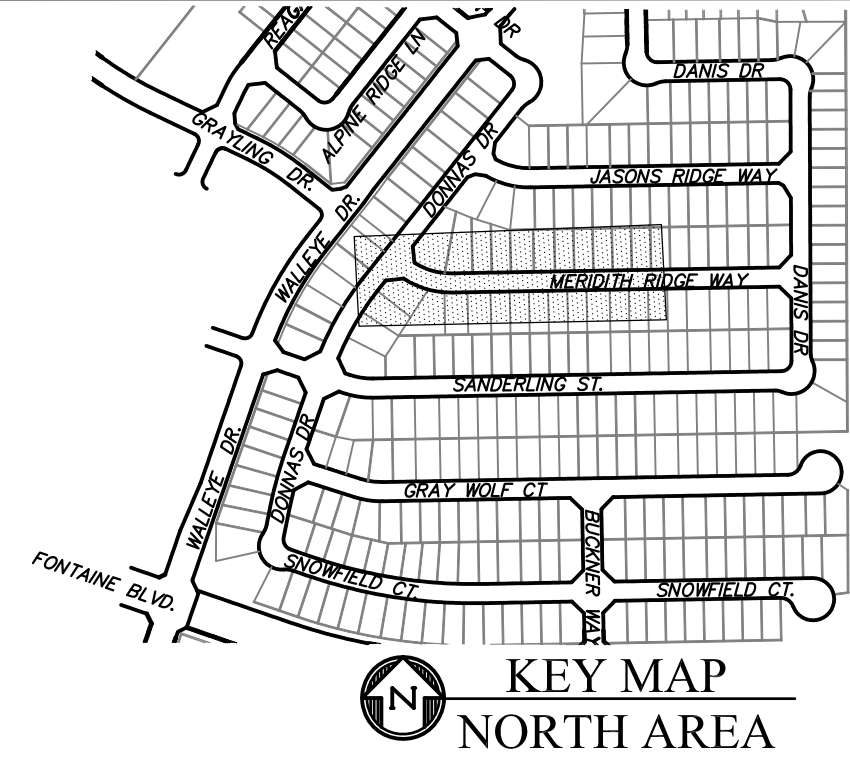 REAG.
DR
ALPINE RIDGE LN
DANIS DR
GRAYLING DR.
DONNAS DR
JASONS RIDGE WAY
WALLEYE DR.
MERIDITH RIDGE WAY
DANIS DR
SANDERLING ST.
WALLEYE DR.
DONNAS DR
GRAY WOLF CT
BUCKNER WAY
FONTAINE BLVD.
SNOWFIELD CT.
SNOWFIELD CT.
N
KEY MAP
NORTH AREA